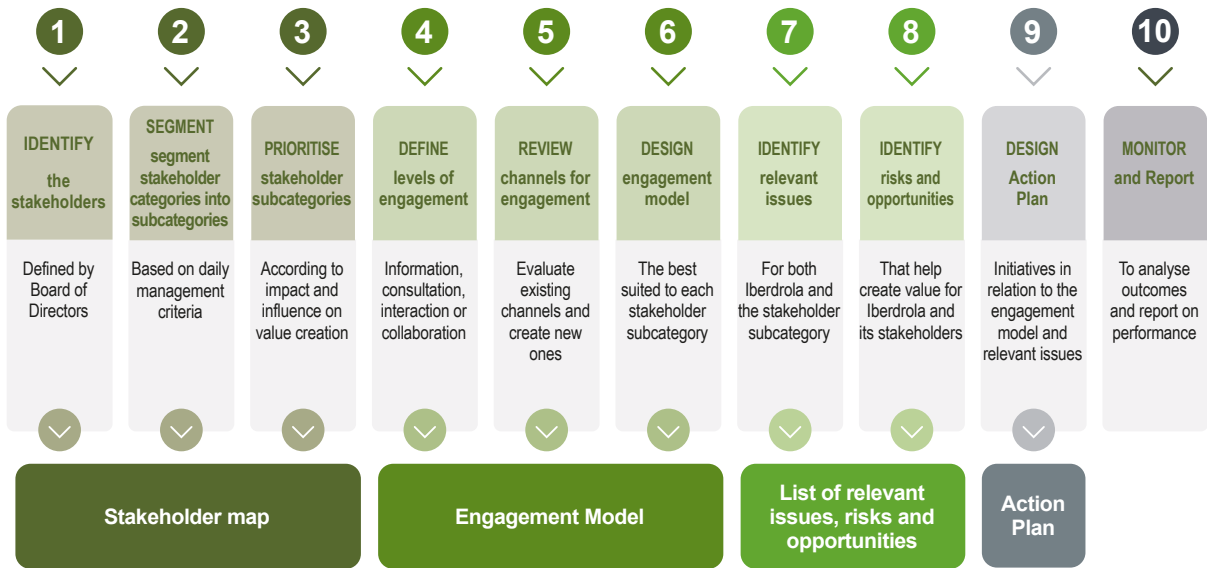 1
IDENTIFY
the
stakeholders
Defined by
Board of
Directors
2
SEGMENT
segment
stakeholder
categories into
subcategories
Based on daily
management
criteria
3
PRIORITISE
stakeholder
subcategories
According to
impact and
influence on
value creation
Stakeholder map
4
DEFINE
levels of
engagement
Information,
consultation,
interaction or
collaboration
5
REVIEW
channels for
engagement
Evaluate
existing
channels and
create new
ones
6
DESIGN
engagement
model
The best
suited to each
stakeholder
subcategory
Engagement Model
7
IDENTIFY
relevant
issues
For both
Iberdrola and
the stakeholder
subcategory
8
IDENTIFY
risks and
opportunities
That help
create value for
Iberdrola and
its stakeholders
List of relevant
issues, risks and
opportunities
9
DESIGN
Action
Plan
Initiatives in
relation to the
engagement
model and
relevant issues
Action
Plan
10
MONITOR
and Report
To analyse
outcomes
and report on
performance